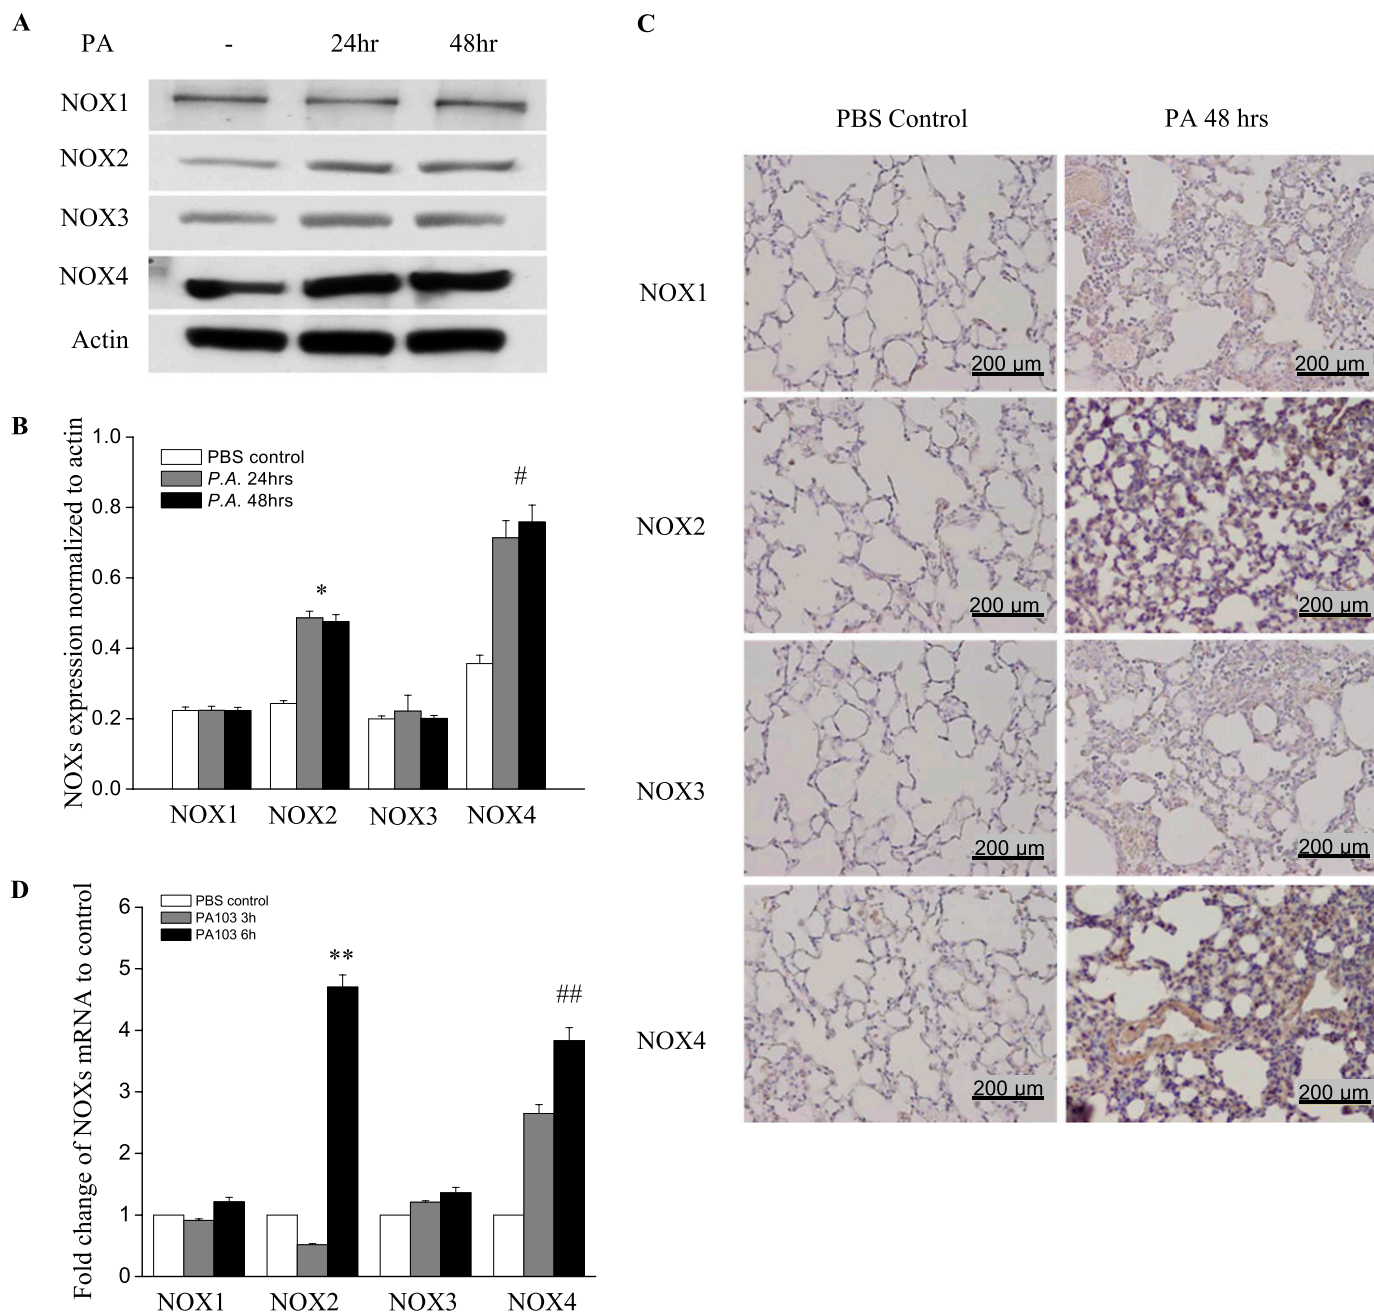 A
PA - 24hr 48hr
NOX1
NOX2
NOX3
NOX4
Actin
B
NOXs expression normalized to actin
1.0
0.8
0.6
0.4
0.2
0.0
PBS control
P.A. 24hrs
P.A. 48hrs
*
#
NOX1 NOX2 NOX3 NOX4
C
PBS Control PA 48 hrs
NOX1
200 µm 200 µm
NOX2
200 µm 200 µm
NOX3
200 µm 200 µm
NOX4
200 µm 200 µm
D
Fold change of NOXs mRNA to control
6
5
4
3
2
1
0
PBS control
PA103 3h
PA103 6h
**
##
NOX1 NOX2 NOX3 NOX4